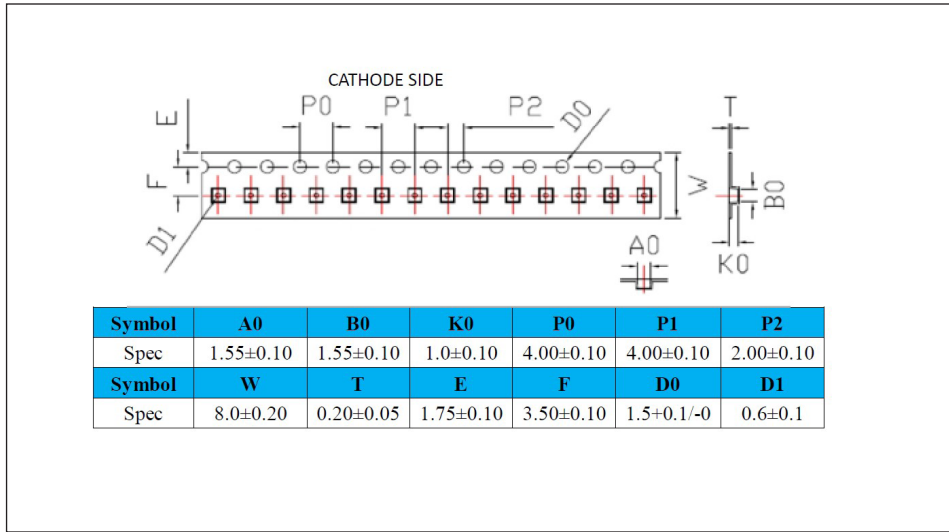 CATHODE SIDE
E P0 P1 P2 D0 T
F W B0
D1 A0 K0
Symbol A0 B0 K0 P0 P1 P2
Spec 1.55±0.10 1.55±0.10 1.0±0.10 4.00±0.10 4.00±0.10 2.00±0.10
Symbol W T E F D0 D1
Spec 8.0±0.20 0.20±0.05 1.75±0.10 3.50±0.10 1.5+0.1/-0 0.6±0.1